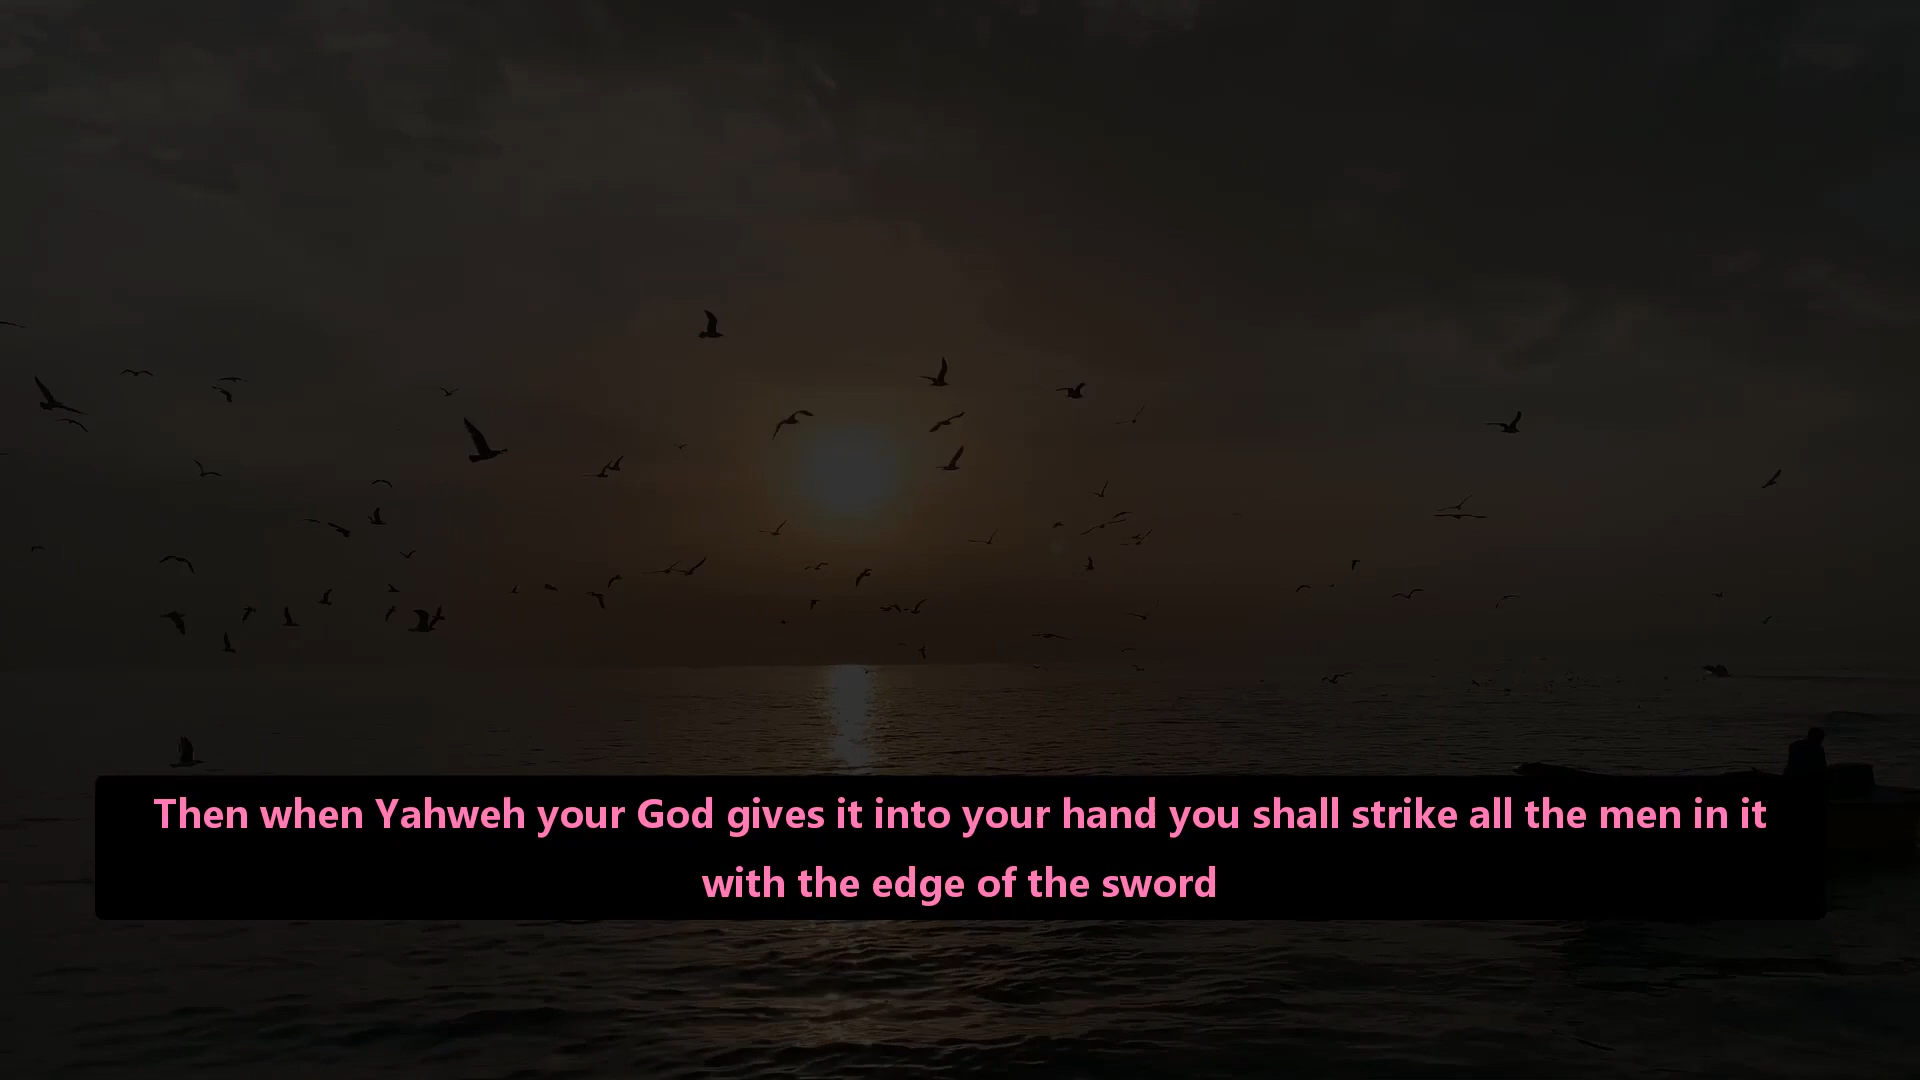 Then when Yahweh your God gives it into your hand you shall strike all the men in it
with the edge of the sword